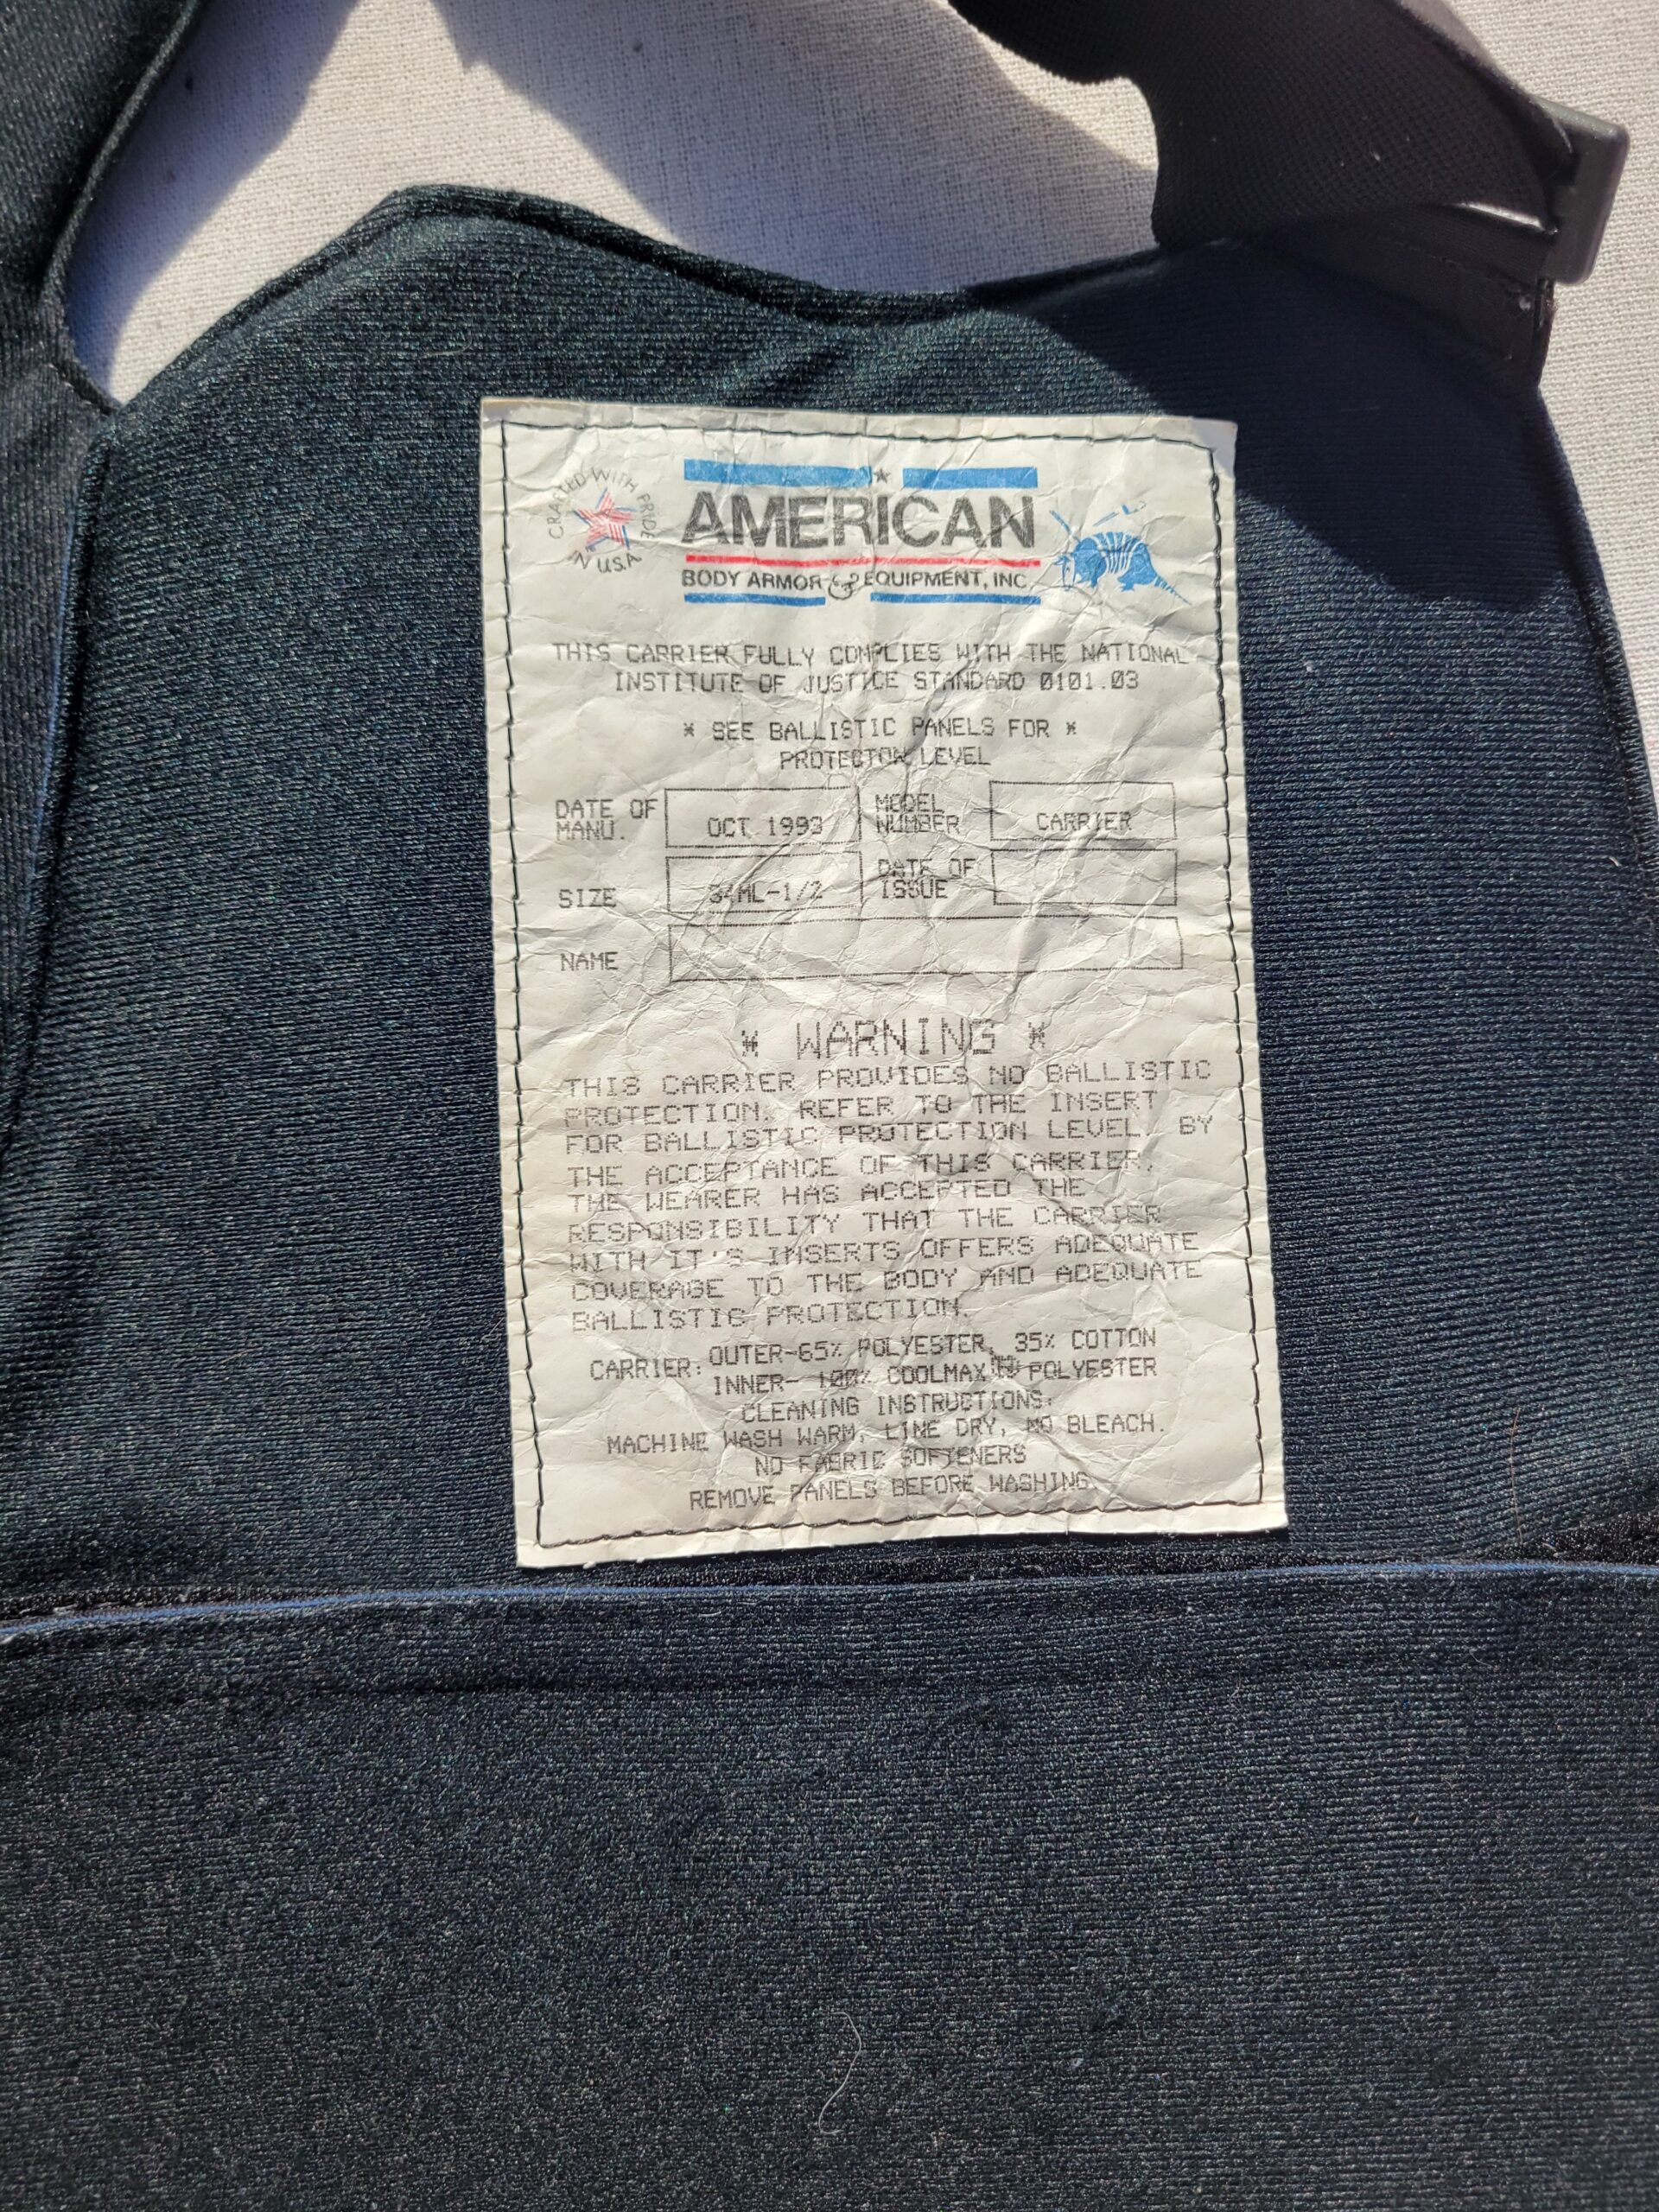 CRAFTED WITH PRIDE
IN U.S.A.
AMERICAN
BODY ARMOR & EQUIPMENT, INC.
THIS CARRIER FULLY COMPLIES WITH THE NATIONAL
INSTITUTE OF JUSTICE STANDARD 0101.03
* SEE BALLISTIC PANELS FOR *
PROTECTON LEVEL
DATE OF MANU. OCT 1993 MODEL NUMBER CARRIER
SIZE 34ML-1/2 DATE OF ISSUE
NAME
* WARNING *
THIS CARRIER PROVIDES NO BALLISTIC
PROTECTION. REFER TO THE INSERT
FOR BALLISTIC PROTECTION LEVEL. BY
THE ACCEPTANCE OF THIS CARRIER,
THE WEARER HAS ACCEPTED THE
RESPONSIBILITY THAT THE CARRIER
WITH IT'S INSERTS OFFERS ADEQUATE
COVERAGE TO THE BODY AND ADEQUATE
BALLISTIC PROTECTION.
CARRIER: OUTER-65% POLYESTER, 35% COTTON
INNER- 100% COOLMAX POLYESTER
CLEANING INSTRUCTIONS:
MACHINE WASH WARM, LINE DRY, NO BLEACH.
NO FABRIC SOFTENERS
REMOVE PANELS BEFORE WASHING.